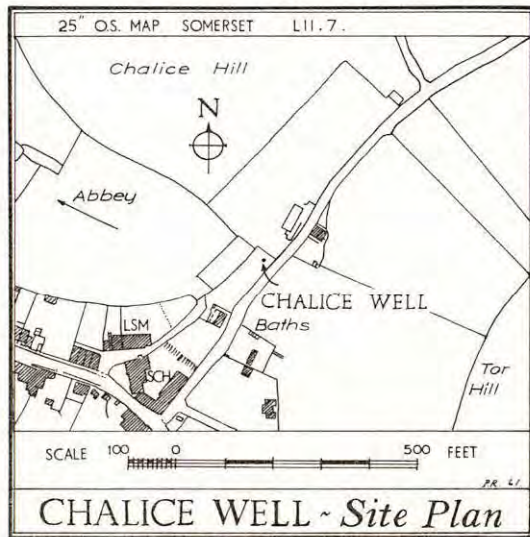 25" O.S. MAP SOMERSET L11.7.
Chalice Hill
N
Abbey
CHALICE WELL
LSM
Baths
SCH
Tor
Hill
SCALE 100 0 500 FEET
PR. 61.
CHALICE WELL ~ Site Plan